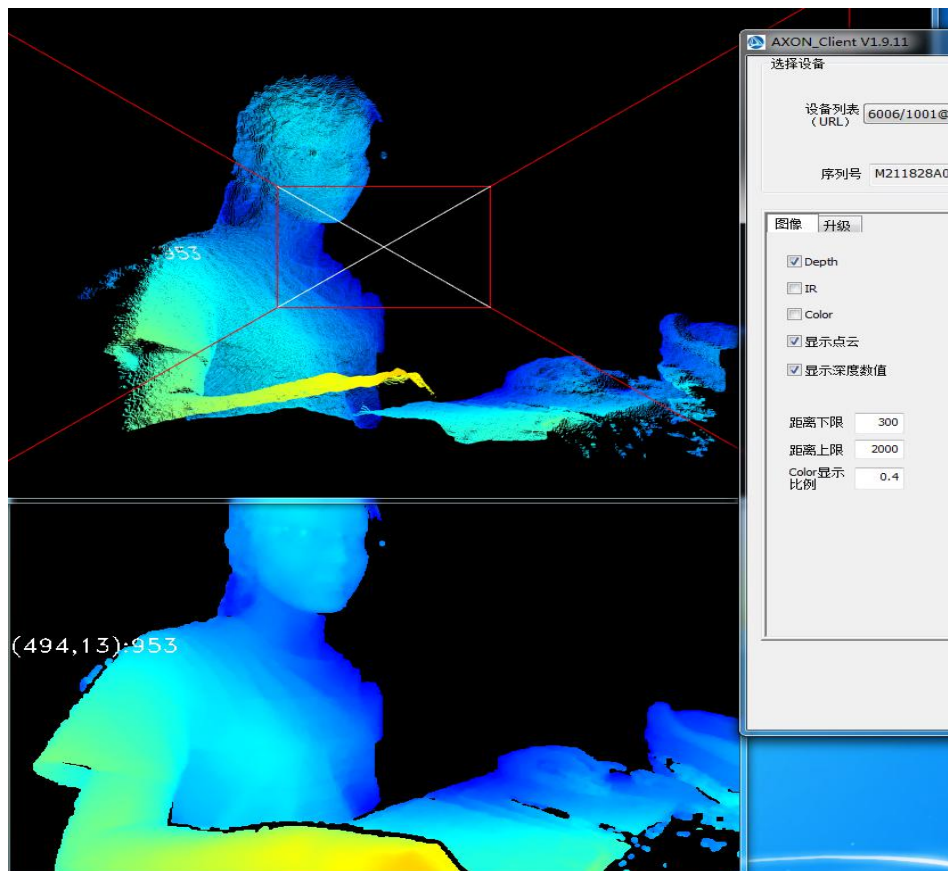 AXON_Client V1.9.11
选择设备
设备列表
（URL）
6006/1001@
序列号
M211828A0
图像
升级
Depth
IR
Color
显示点云
显示深度数值
距离下限
300
距离上限
2000
Color显示
比例
0.4
953
(494,13):953